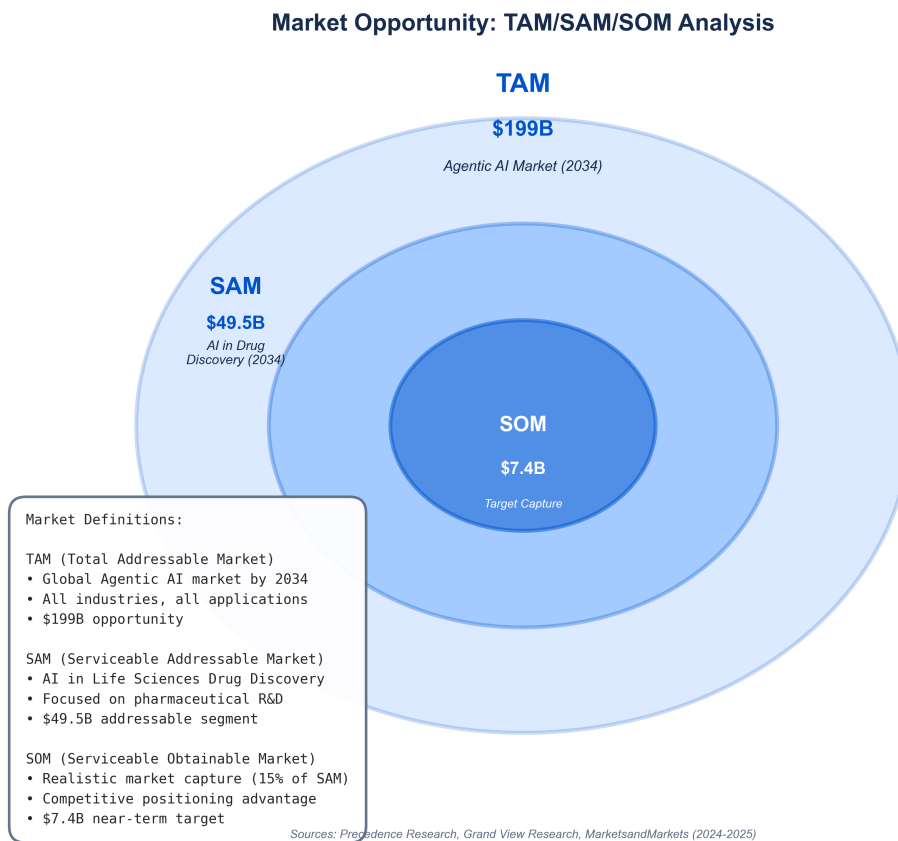 Market Opportunity: TAM/SAM/SOM Analysis
TAM
$199B
Agentic AI Market (2034)
SAM
$49.5B
AI in Drug
Discovery (2034)
SOM
$7.4B
Target Capture
Market Definitions:
TAM (Total Addressable Market)
• Global Agentic AI market by 2034
• All industries, all applications
• $199B opportunity
SAM (Serviceable Addressable Market)
• AI in Life Sciences Drug Discovery
• Focused on pharmaceutical R&D
• $49.5B addressable segment
SOM (Serviceable Obtainable Market)
• Realistic market capture (15% of SAM)
• Competitive positioning advantage
• $7.4B near-term target
Sources: Precedence Research, Grand View Research, MarketsandMarkets (2024-2025)